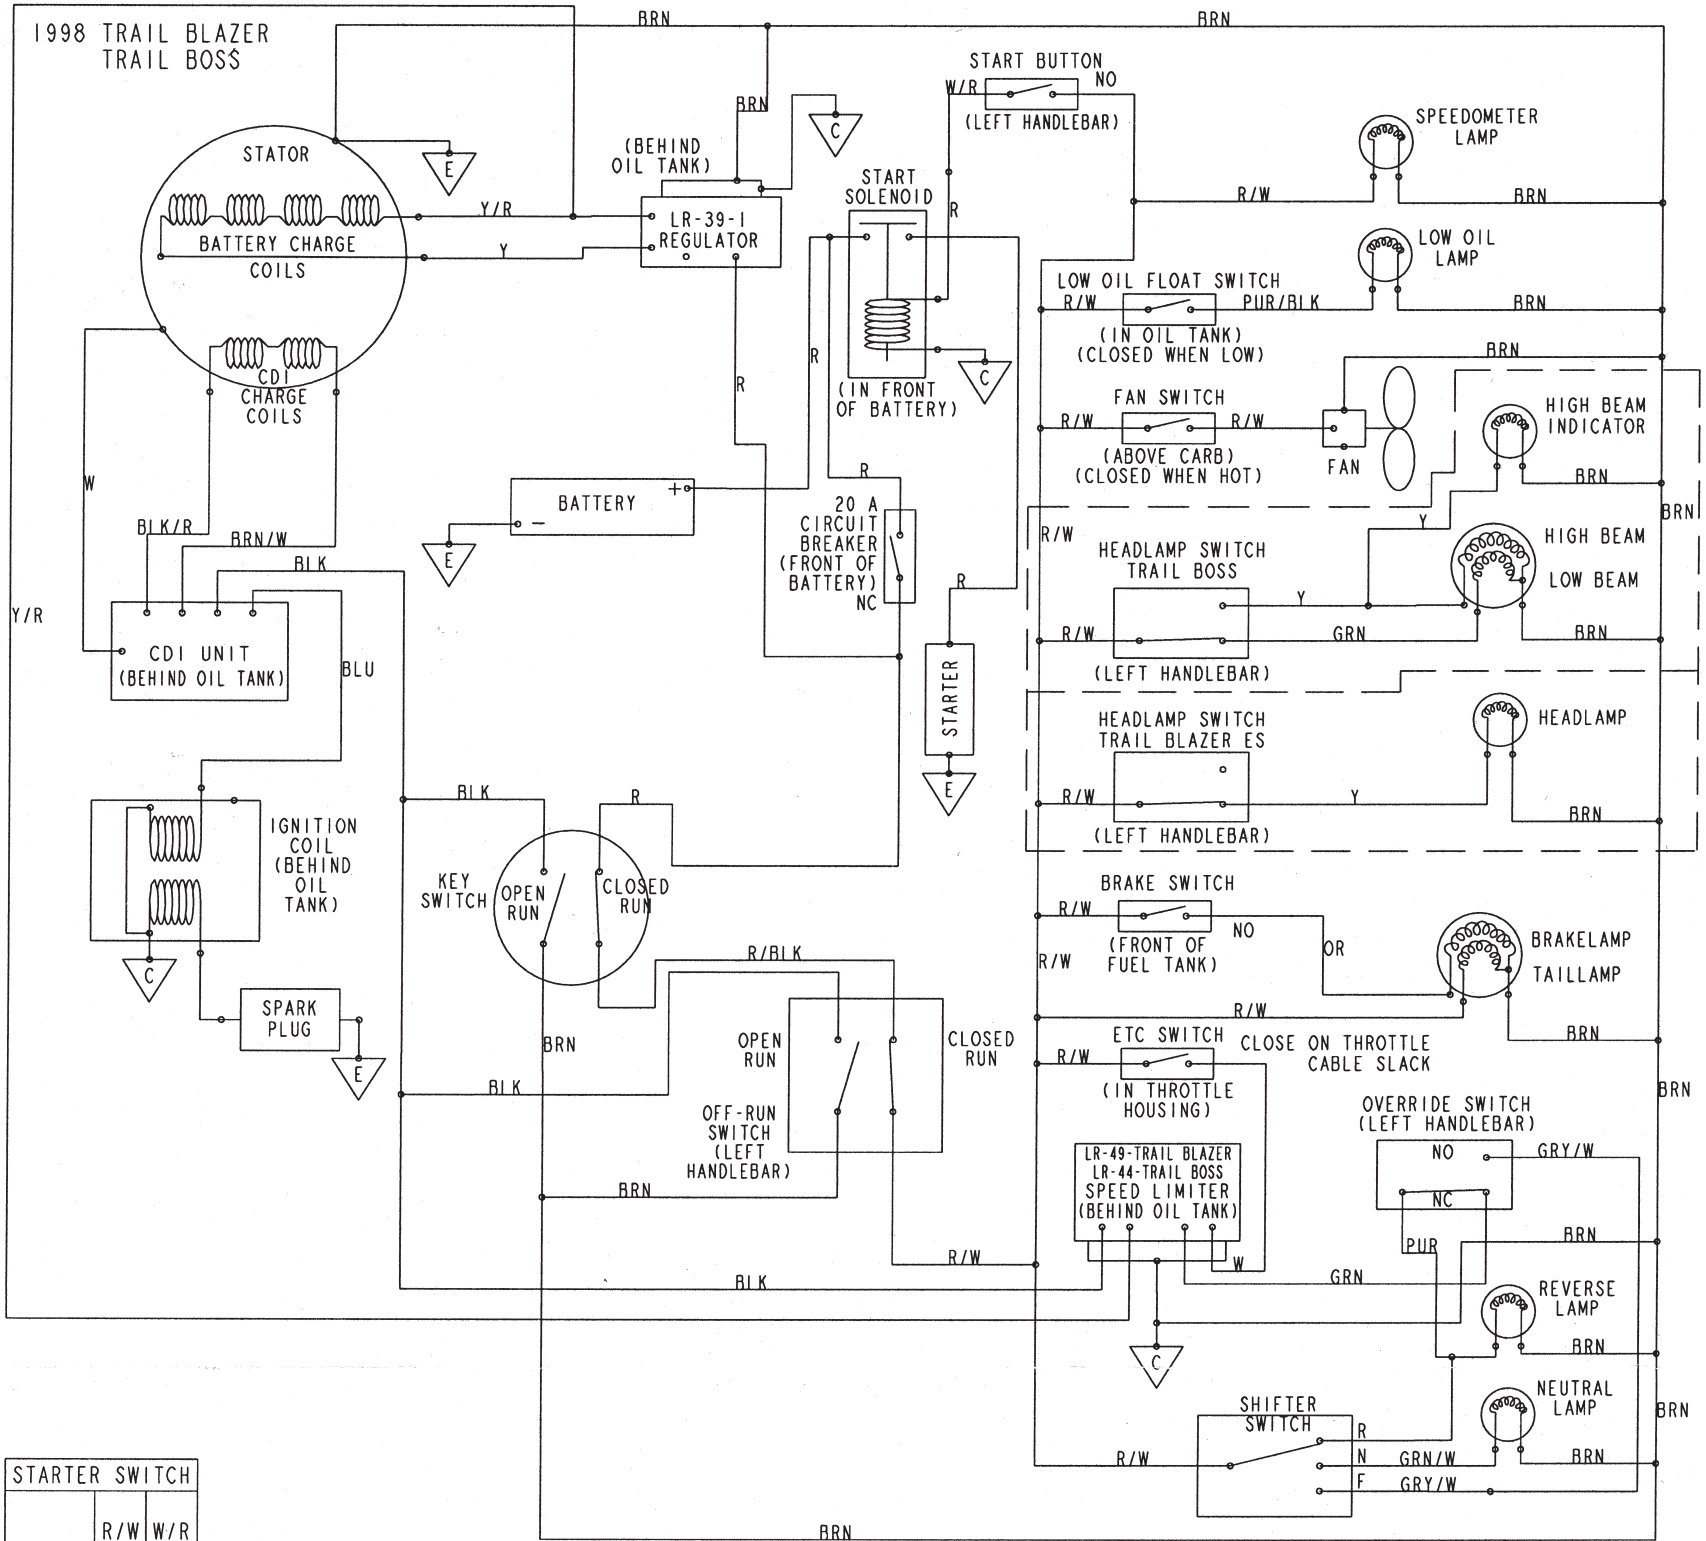 1998 TRAIL BLAZER
TRAIL BOSS
BRN
BRN
START BUTTON
NO
W/R
(LEFT HANDLEBAR)
BRN
C
SPEEDOMETER
LAMP
STATOR
E
(BEHIND
OIL TANK)
START
SOLENOID
R/W
BRN
Y/R
LR-39-1
REGULATOR
R
BATTERY CHARGE
COILS
Y
LOW OIL
LAMP
LOW OIL FLOAT SWITCH
R/W
PUR/BLK
BRN
(IN OIL TANK)
(CLOSED WHEN LOW)
BRN
R
R
C
CDI
CHARGE
COILS
(IN FRONT
OF BATTERY)
FAN SWITCH
R/W
R/W
(ABOVE CARB)
(CLOSED WHEN HOT)
FAN
HIGH BEAM
INDICATOR
BRN
W
R
BATTERY
+
−
20 A
CIRCUIT
BREAKER
(FRONT OF
BATTERY)
NC
BRN
Y
R/W
BLK/R
BRN/W
BLK
E
HIGH BEAM
LOW BEAM
HEADLAMP SWITCH
TRAIL BOSS
R
Y
Y/R
R/W
GRN
BRN
CDI UNIT
(BEHIND OIL TANK)
BLU
(LEFT HANDLEBAR)
STARTER
E
HEADLAMP
HEADLAMP SWITCH
TRAIL BLAZER ES
R/W
Y
BRN
(LEFT HANDLEBAR)
BLK
R
IGNITION
COIL
(BEHIND
OIL
TANK)
KEY
SWITCH
OPEN
RUN
CLOSED
RUN
BRAKE SWITCH
R/W
NO
(FRONT OF
FUEL TANK)
OR
BRAKELAMP
TAILLAMP
C
R/BLK
R/W
R/W
BRN
SPARK
PLUG
E
BRN
OPEN
RUN
CLOSED
RUN
ETC SWITCH
CLOSE ON THROTTLE
CABLE SLACK
R/W
(IN THROTTLE
HOUSING)
BLK
OFF-RUN
SWITCH
(LEFT
HANDLEBAR)
BRN
OVERRIDE SWITCH
(LEFT HANDLEBAR)
NO
GRY/W
NC
LR-49-TRAIL BLAZER
LR-44-TRAIL BOSS
SPEED LIMITER
(BEHIND OIL TANK)
BRN
BRN
PUR
R/W
W
GRN
BLK
REVERSE
LAMP
BRN
C
NEUTRAL
LAMP
BRN
SHIFTER
SWITCH
R
R/W
N
GRN/W
BRN
F
GRY/W
STARTER SWITCH
R/W
W/R
BRN